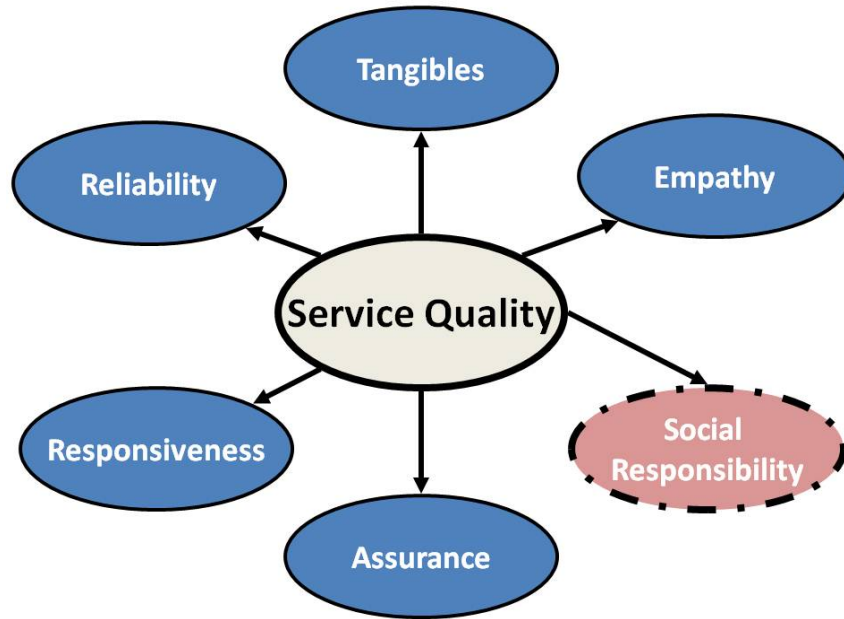 Tangibles
Reliability
Empathy
Service Quality
Responsiveness
Social
Responsibility
Assurance